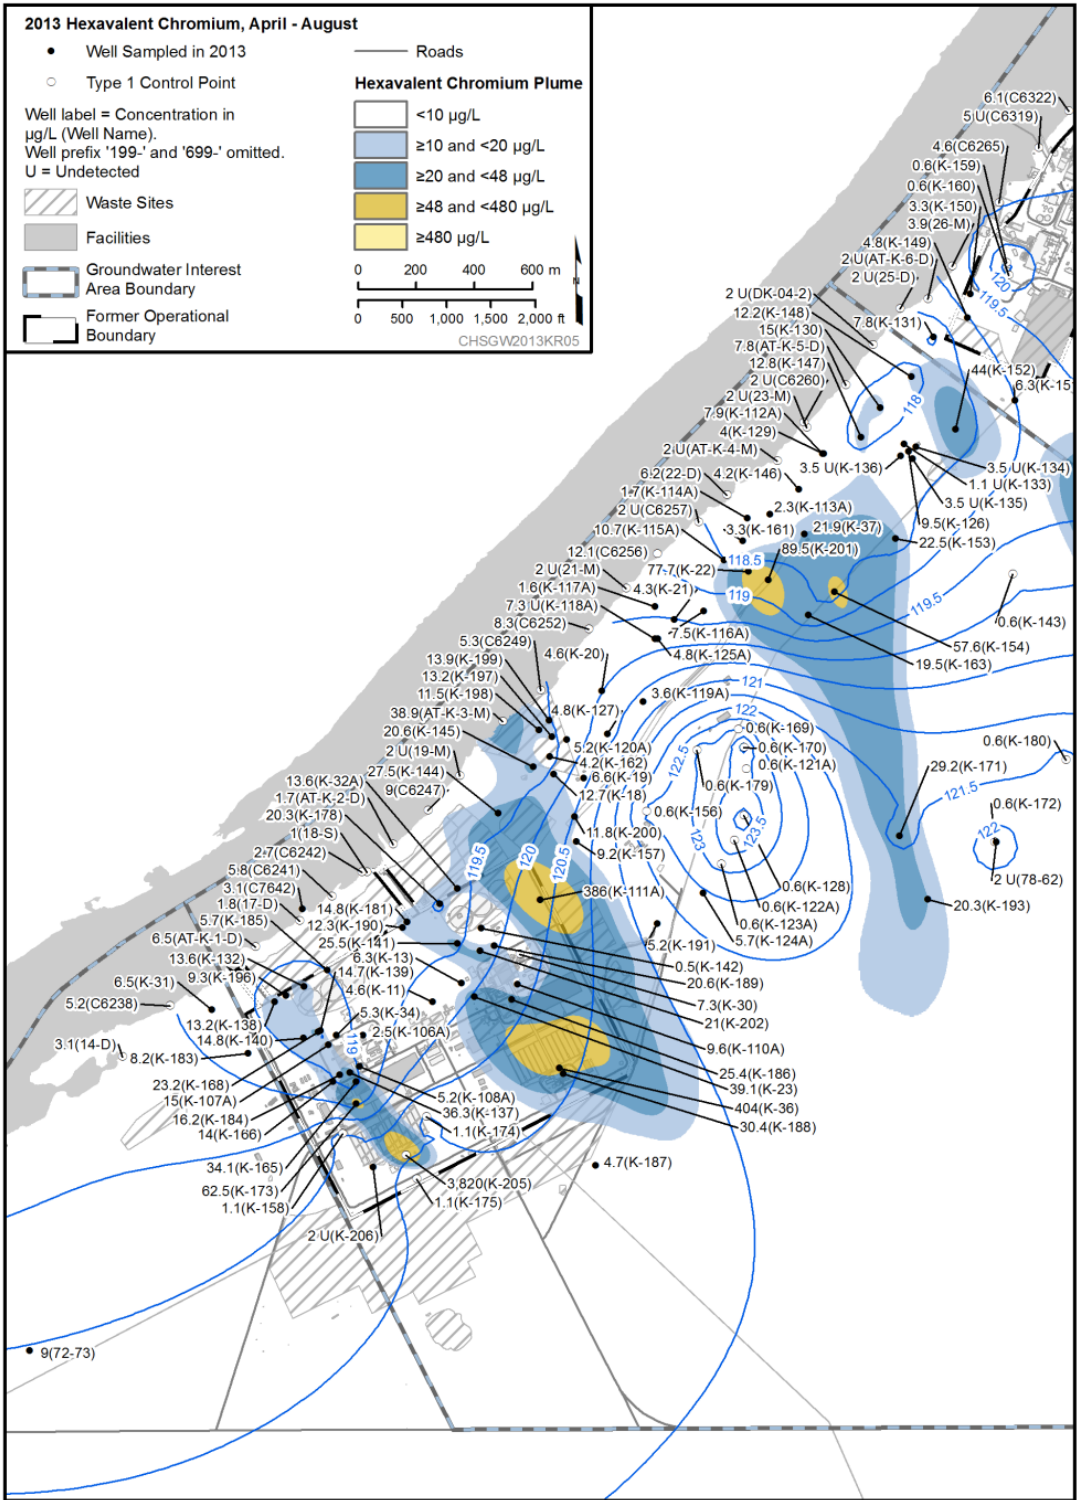 2013 Hexavalent Chromium, April - August
Well Sampled in 2013
Type 1 Control Point
Well label = Concentration in
µg/L (Well Name).
Well prefix '199-' and '699-' omitted.
U = Undetected
Waste Sites
Facilities
Groundwater Interest
Area Boundary
Former Operational
Boundary
Roads
Hexavalent Chromium Plume
<10 µg/L
≥10 and <20 µg/L
≥20 and <48 µg/L
≥48 and <480 µg/L
≥480 µg/L
0 200 400 600 m
0 500 1,000 1,500 2,000 ft
CHSGW2013KR05
6.1(C6322)
5 U(C6319)
4.6(C6265)
0.6(K-159)
0.6(K-160)
3.3(K-150)
3.9(26-M)
4.8(K-149)
2 U(AT-K-6-D)
2 U(25-D)
120
119.5
2 U(DK-04-2)
12.2(K-148)
15(K-130)
7.8(K-131)
7.8(AT-K-5-D)
12.8(K-147)
2 U(C6260)
2 U(23-M)
7.9(K-112A)
4(K-129)
2 U(AT-K-4-M)
44(K-152)
6.3(K-15
118
3.5 U(K-136)
3.5 U(K-134)
1.1 U(K-133)
3.5 U(K-135)
6.2(22-D)
4.2(K-146)
1.7(K-114A)
2.3(K-113A)
2 U(C6257)
3.3(K-161)
21.9(K-37)
9.5(K-126)
10.7(K-115A)
22.5(K-153)
89.5(K-201)
12.1(C6256)
118.5
77.7(K-22)
2 U(21-M)
1.6(K-117A)
4.3(K-21)
119
119.5
7.3 U(K-118A)
0.6(K-143)
8.3(C6252)
7.5(K-116A)
57.6(K-154)
5.3(C6249)
4.6(K-20)
4.8(K-125A)
19.5(K-163)
13.9(K-199)
13.2(K-197)
121
11.5(K-198)
3.6(K-119A)
122
38.9(AT-K-3-M)
4.8(K-127)
0.6(K-169)
20.6(K-145)
5.2(K-120A)
0.6(K-170)
0.6(K-180)
2 U(19-M)
4.2(K-162)
122.5
0.6(K-121A)
27.5(K-144)
6.6(K-19)
0.6(K-179)
29.2(K-171)
13.6(K-32A)
9(C6247)
12.7(K-18)
121.5
1.7(AT-K-2-D)
0.6(K-156)
0.6(K-172)
20.3(K-178)
11.8(K-200)
123
123.5
122
1(18-S)
9.2(K-157)
2.7(C6242)
119.5
120
120.5
5.8(C6241)
386(K-111A)
0.6(K-128)
2 U(78-62)
3.1(C7642)
1.8(17-D)
14.8(K-181)
0.6(K-122A)
20.3(K-193)
5.7(K-185)
12.3(K-190)
0.6(K-123A)
6.5(AT-K-1-D)
25.5(K-141)
5.2(K-191)
5.7(K-124A)
13.6(K-132)
6.3(K-13)
0.5(K-142)
9.3(K-196)
14.7(K-139)
20.6(K-189)
6.5(K-31)
4.6(K-11)
7.3(K-30)
5.2(C6238)
5.3(K-34)
21(K-202)
13.2(K-138)
2.5(K-106A)
14.8(K-140)
119
9.6(K-110A)
3.1(14-D)
8.2(K-183)
25.4(K-186)
23.2(K-168)
39.1(K-23)
15(K-107A)
5.2(K-108A)
404(K-36)
16.2(K-184)
36.3(K-137)
30.4(K-188)
14(K-166)
1.1(K-174)
34.1(K-165)
4.7(K-187)
62.5(K-173)
3,820(K-205)
1.1(K-158)
1.1(K-175)
2 U(K-206)
9(72-73)